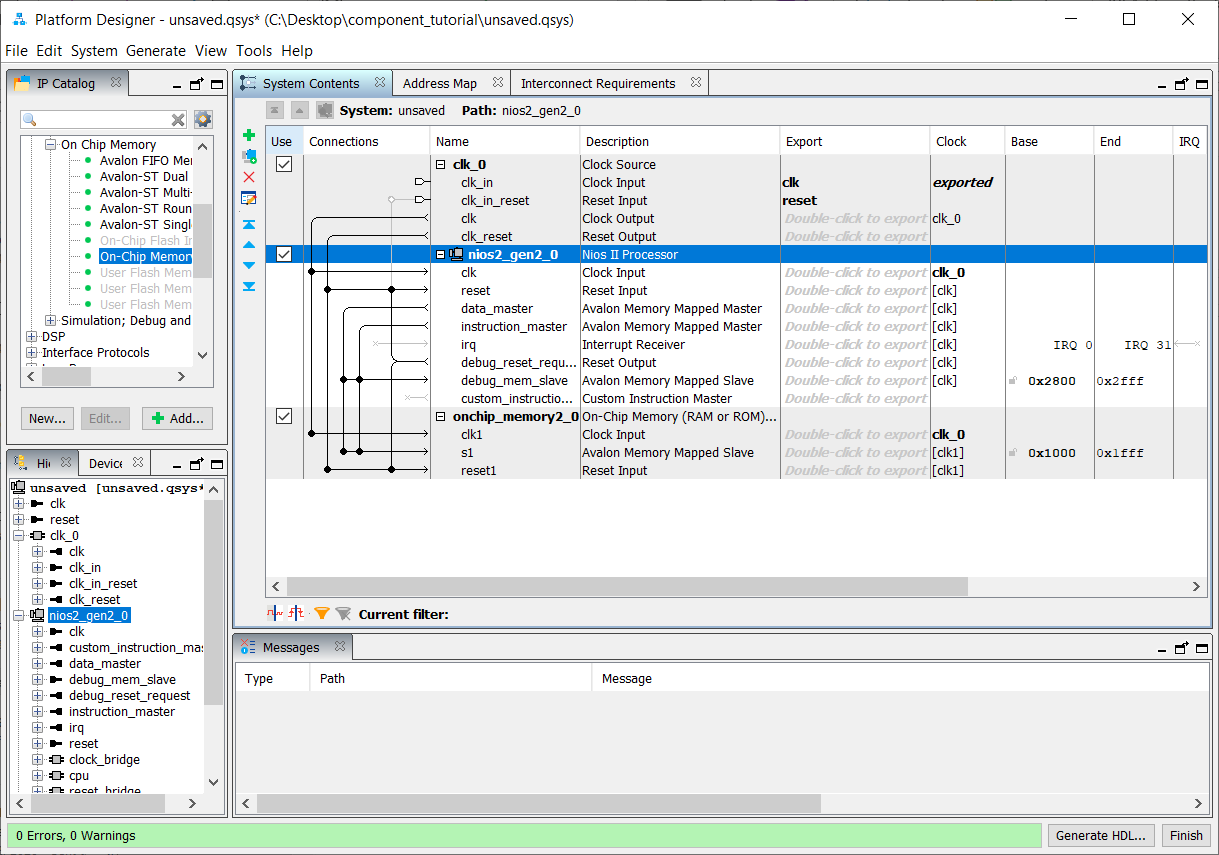 Platform Designer - unsaved.qsys* (C:\Desktop\component_tutorial\unsaved.qsys)
File Edit System Generate View Tools Help
IP Catalog
On Chip Memory
Avalon FIFO Mer
Avalon-ST Dual
Avalon-ST Multi-
Avalon-ST Roun
Avalon-ST Singl
On-Chip Flash In
On-Chip Memory
User Flash Mem
User Flash Mem
User Flash Mem
Simulation; Debug and
DSP
Interface Protocols
New... Edit... Add...
Hi Device
unsaved [unsaved.qsys*
clk
reset
clk_0
clk
clk_in
clk_in_reset
clk_reset
nios2_gen2_0
clk
custom_instruction_mas
data_master
debug_mem_slave
debug_reset_request
instruction_master
irq
reset
clock_bridge
cpu
reset_bridge
System Contents Address Map Interconnect Requirements
System: unsaved Path: nios2_gen2_0
Use Connections Name Description Export Clock Base End IRQ
clk_0 Clock Source
clk_in Clock Input clk exported
clk_in_reset Reset Input reset
clk Clock Output Double-click to export clk_0
clk_reset Reset Output Double-click to export
nios2_gen2_0 Nios II Processor
clk Clock Input Double-click to export clk_0
reset Reset Input Double-click to export [clk]
data_master Avalon Memory Mapped Master Double-click to export [clk]
instruction_master Avalon Memory Mapped Master Double-click to export [clk]
irq Interrupt Receiver Double-click to export [clk] IRQ 0 IRQ 31
debug_reset_requ... Reset Output Double-click to export [clk]
debug_mem_slave Avalon Memory Mapped Slave Double-click to export [clk] 0x2800 0x2fff
custom_instructio... Custom Instruction Master Double-click to export
onchip_memory2_0 On-Chip Memory (RAM or ROM)...
clk1 Clock Input Double-click to export clk_0
s1 Avalon Memory Mapped Slave Double-click to export [clk1] 0x1000 0x1fff
reset1 Reset Input Double-click to export [clk1]
Current filter:
Messages
Type Path Message
0 Errors, 0 Warnings
Generate HDL... Finish